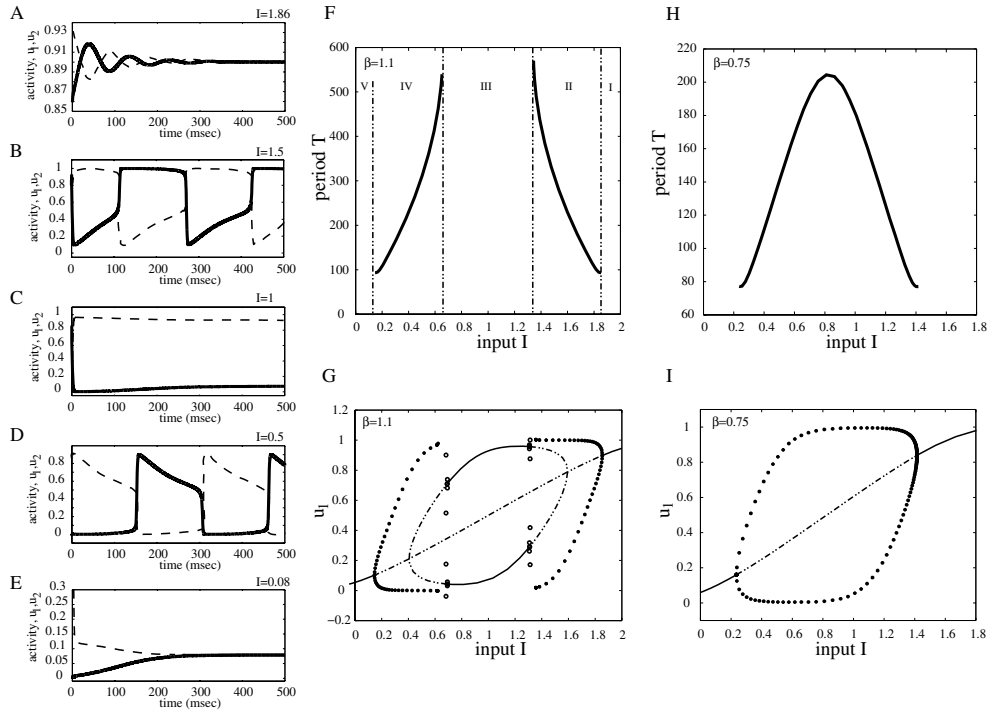 A
I=1.86
activity, u1,u2
0.93
0.91
0.89
0.87
0.85
0 100 200 300 400 500
time (msec)
B
I=1.5
activity, u1,u2
1
0.8
0.6
0.4
0.2
0
0 100 200 300 400 500
time (msec)
C
I=1
activity, u1,u2
1
0.8
0.6
0.4
0.2
0
0 100 200 300 400 500
time (msec)
D
I=0.5
activity, u1,u2
0.8
0.6
0.4
0.2
0
0 100 200 300 400 500
time (msec)
E
I=0.08
activity, u1,u2
0.3
0.25
0.2
0.15
0.1
0.05
0
0 100 200 300 400 500
time (msec)
F
β=1.1
V IV III II I
period T
600
500
400
300
200
100
0
0 0.2 0.4 0.6 0.8 1 1.2 1.4 1.6 1.8 2
input I
G
β=1.1
u1
1.2
1
0.8
0.6
0.4
0.2
0
−0.2
0 0.2 0.4 0.6 0.8 1 1.2 1.4 1.6 1.8 2
input I
H
β=0.75
period T
220
200
180
160
140
120
100
80
60
0 0.2 0.4 0.6 0.8 1 1.2 1.4 1.6 1.8
input I
I
β=0.75
u1
1
0.8
0.6
0.4
0.2
0
0 0.2 0.4 0.6 0.8 1 1.2 1.4 1.6 1.8
input I